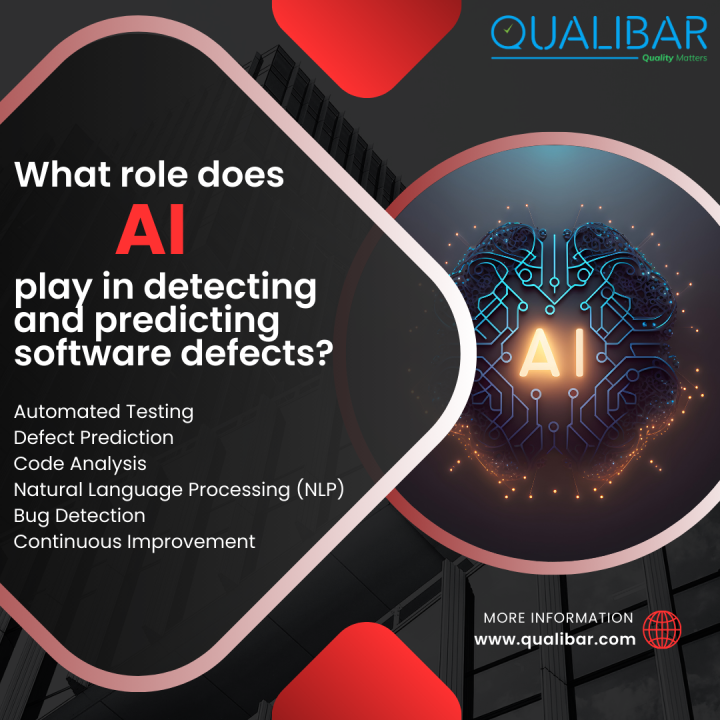 QUALIBAR
Quality Matters
What role does
AI
play in detecting
and predicting
software defects?
Automated Testing
Defect Prediction
Code Analysis
Natural Language Processing (NLP)
Bug Detection
Continuous Improvement
AI
MORE INFORMATION
www.qualibar.com